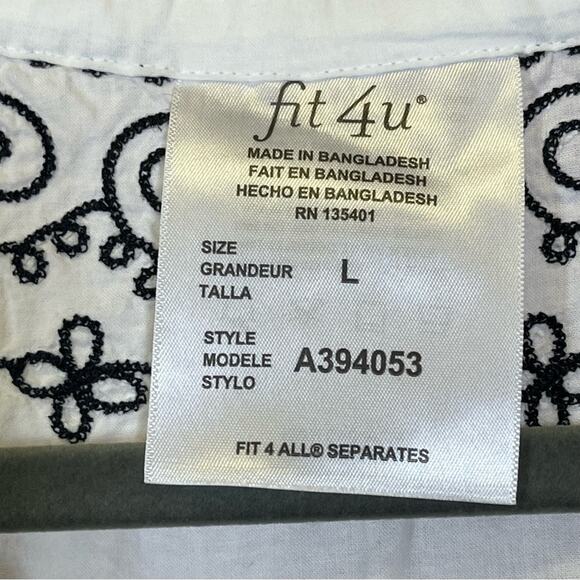 fit 4u®
MADE IN BANGLADESH
FAIT EN BANGLADESH
HECHO EN BANGLADESH
RN 135401
SIZE
GRANDEUR L
TALLA
STYLE
MODELE A394053
STYLO
FIT 4 ALL® SEPARATES